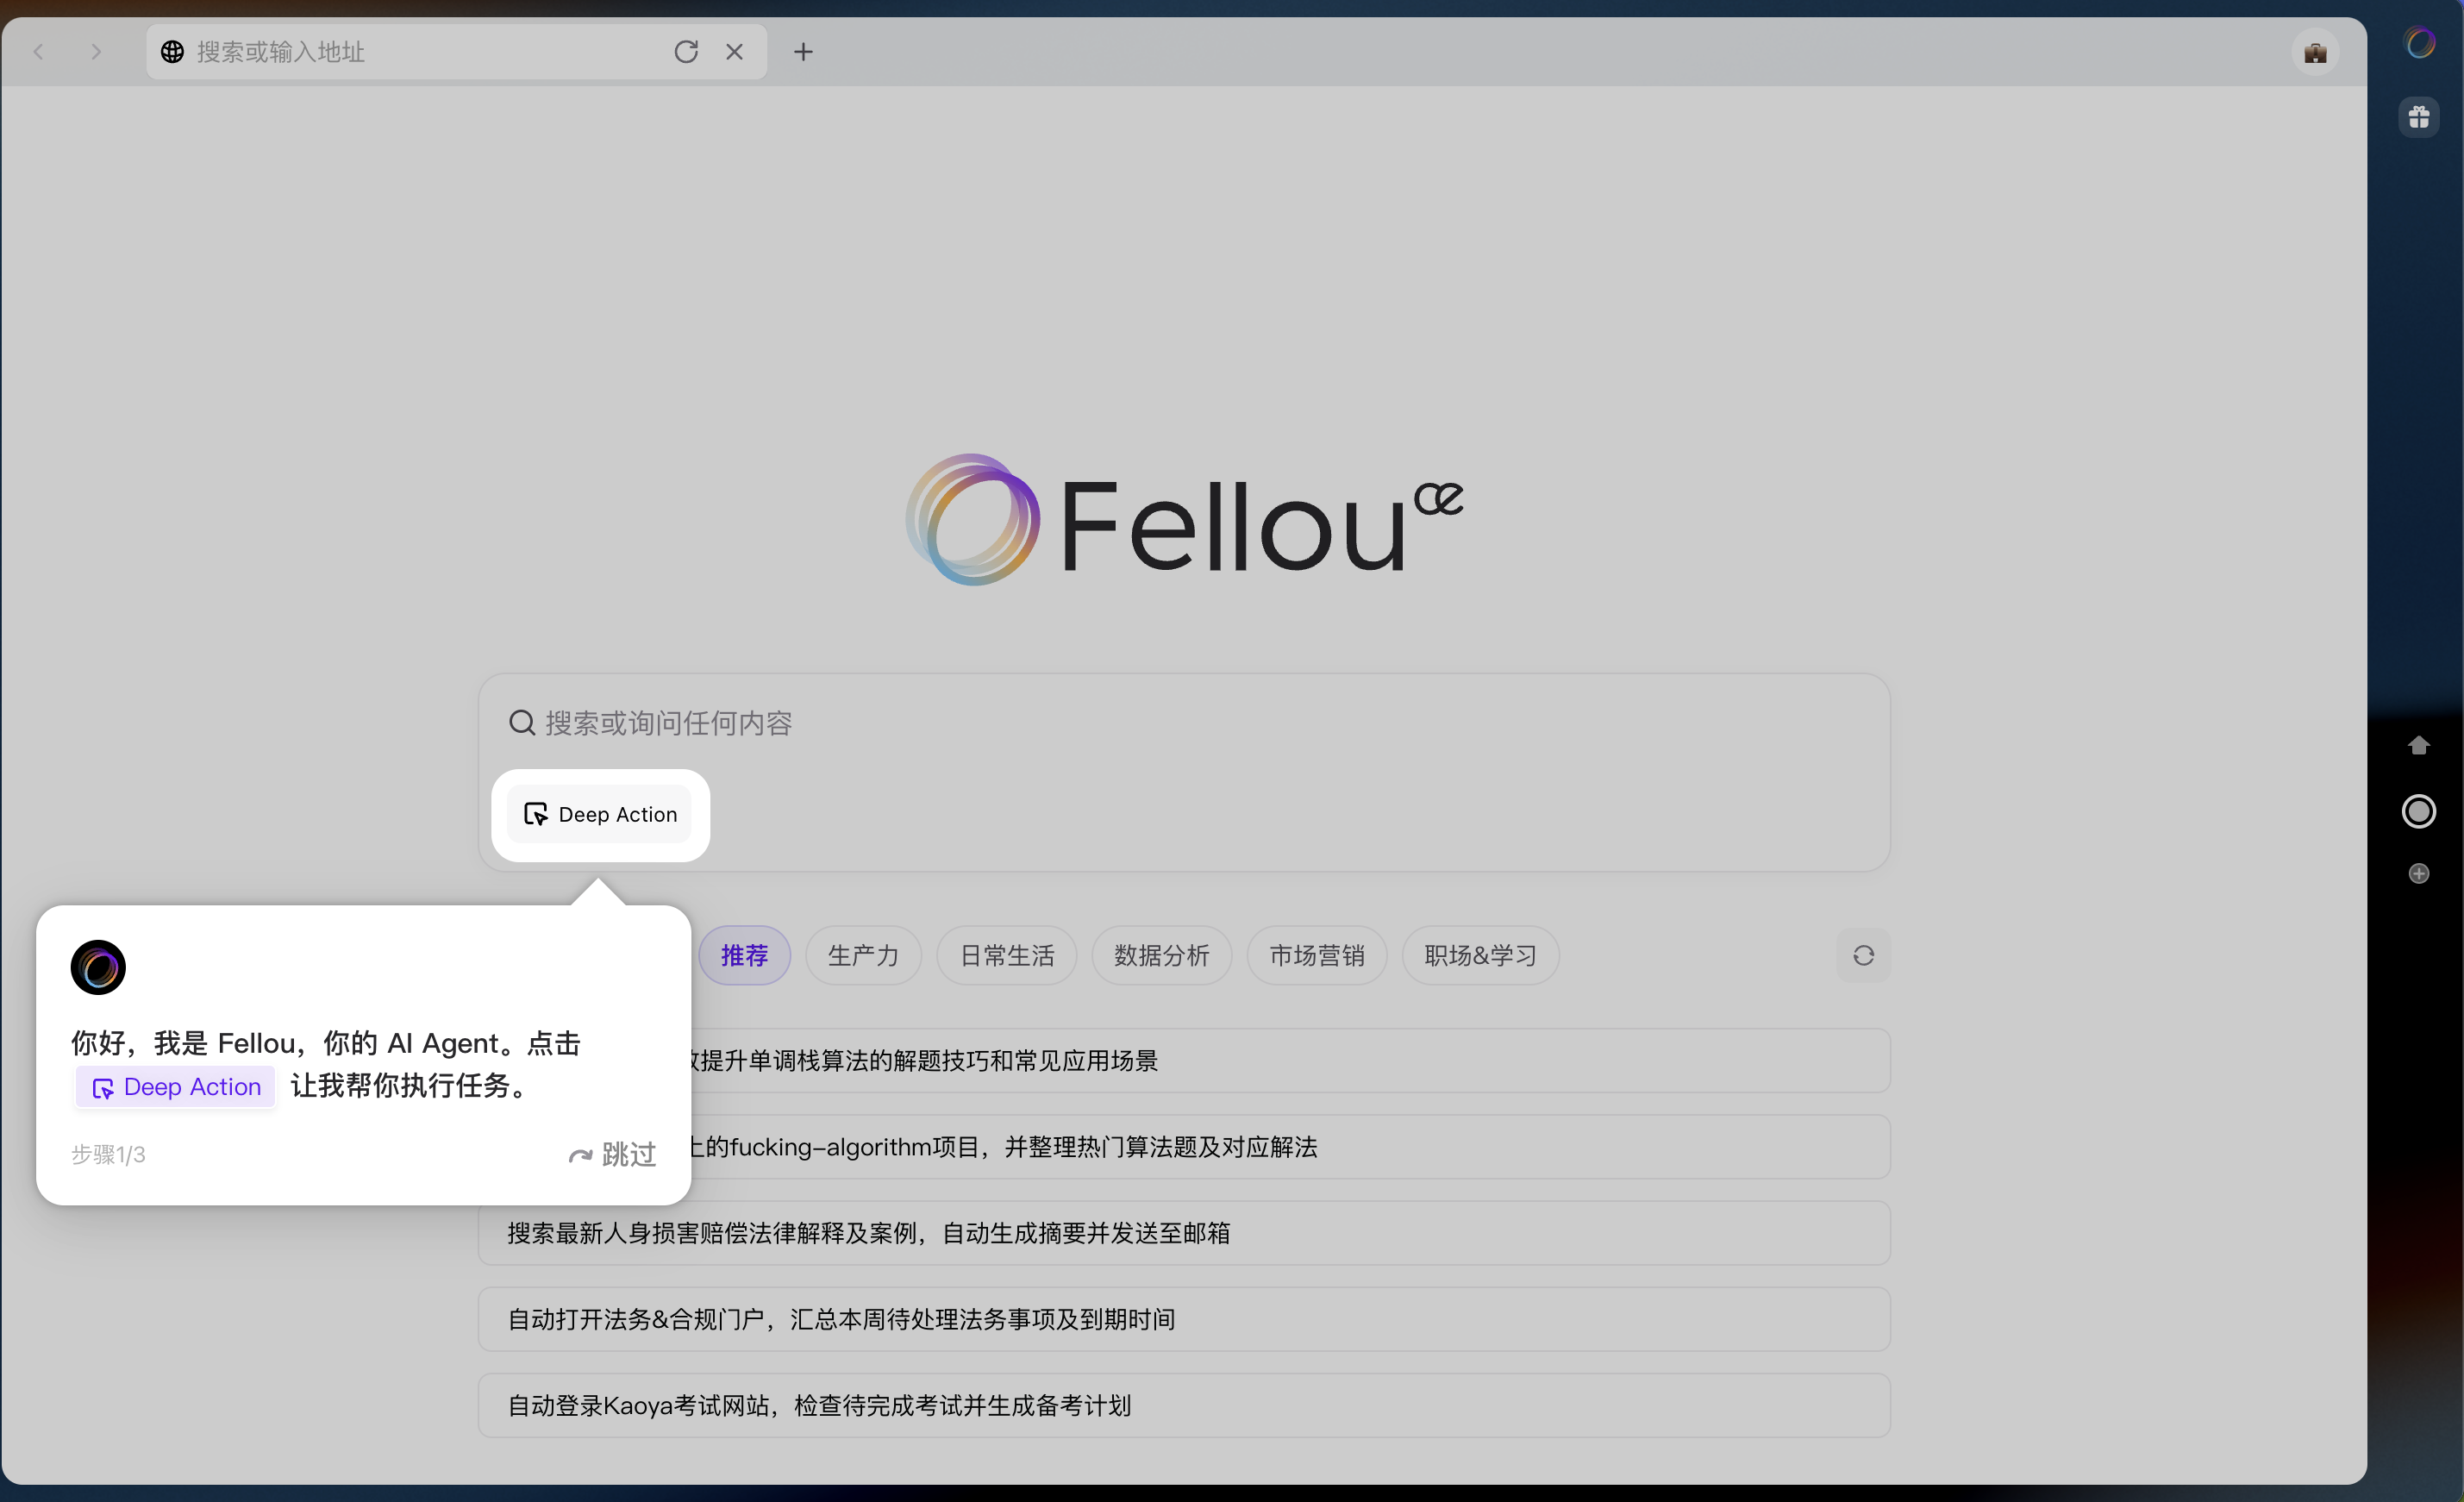 搜索或输入地址
Fellou ce
搜索或询问任何内容
Deep Action
推荐
生产力
日常生活
数据分析
市场营销
职场&学习
你好，我是 Fellou，你的 AI Agent。点击
Deep Action 让我帮你执行任务。
步骤1/3
跳过
提升单调栈算法的解题技巧和常见应用场景
上的fucking-algorithm项目，并整理热门算法题及对应解法
搜索最新人身损害赔偿法律解释及案例，自动生成摘要并发送至邮箱
自动打开法务&合规门户，汇总本周待处理法务事项及到期时间
自动登录Kaoya考试网站，检查待完成考试并生成备考计划